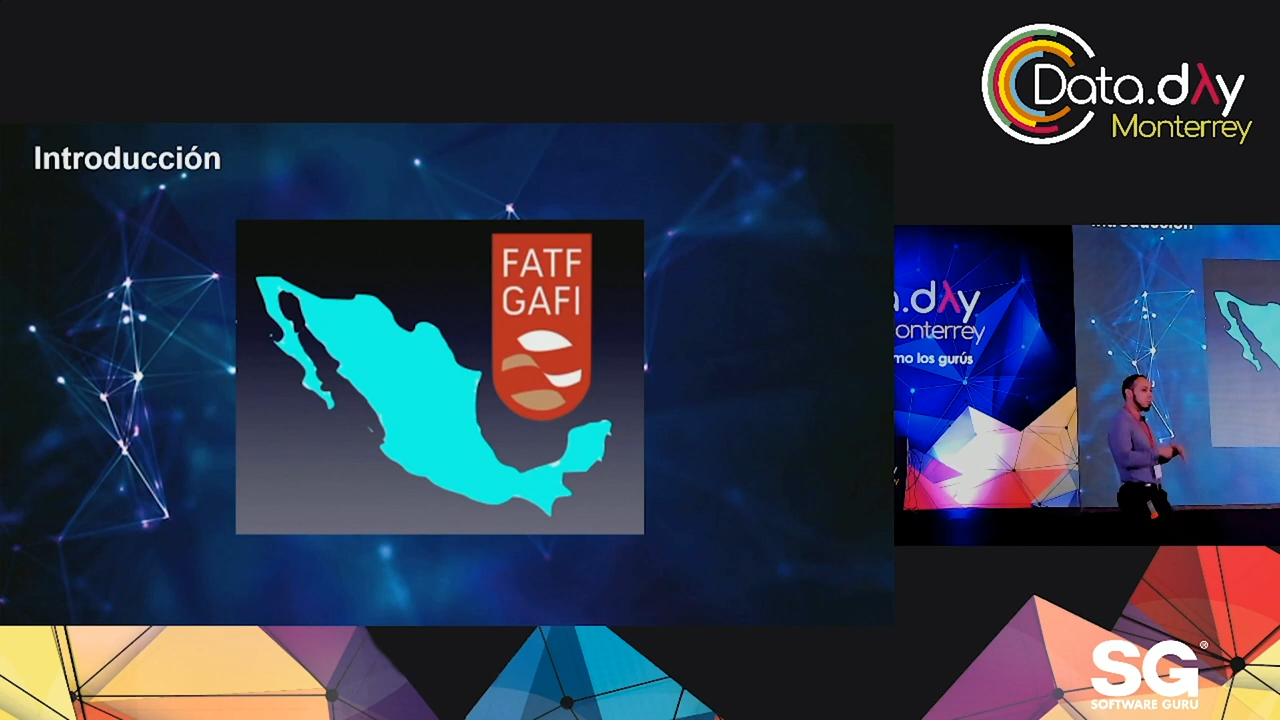 Data.dλy
Monterrey
Introducción
FATF
GAFI
a.dλy
onterrey
mo los gurús
SG®
SOFTWARE GURU